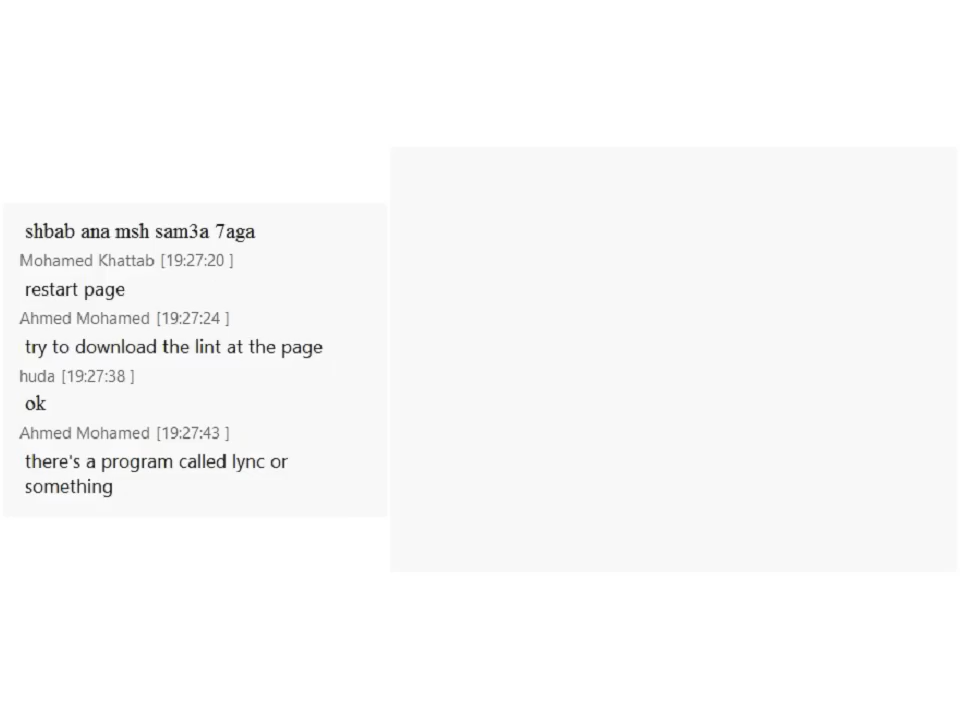 shbab ana msh sam3a 7aga
Mohamed Khattab [19:27:20 ]
restart page
Ahmed Mohamed [19:27:24 ]
try to download the lint at the page
huda [19:27:38 ]
ok
Ahmed Mohamed [19:27:43 ]
there's a program called lync or
something